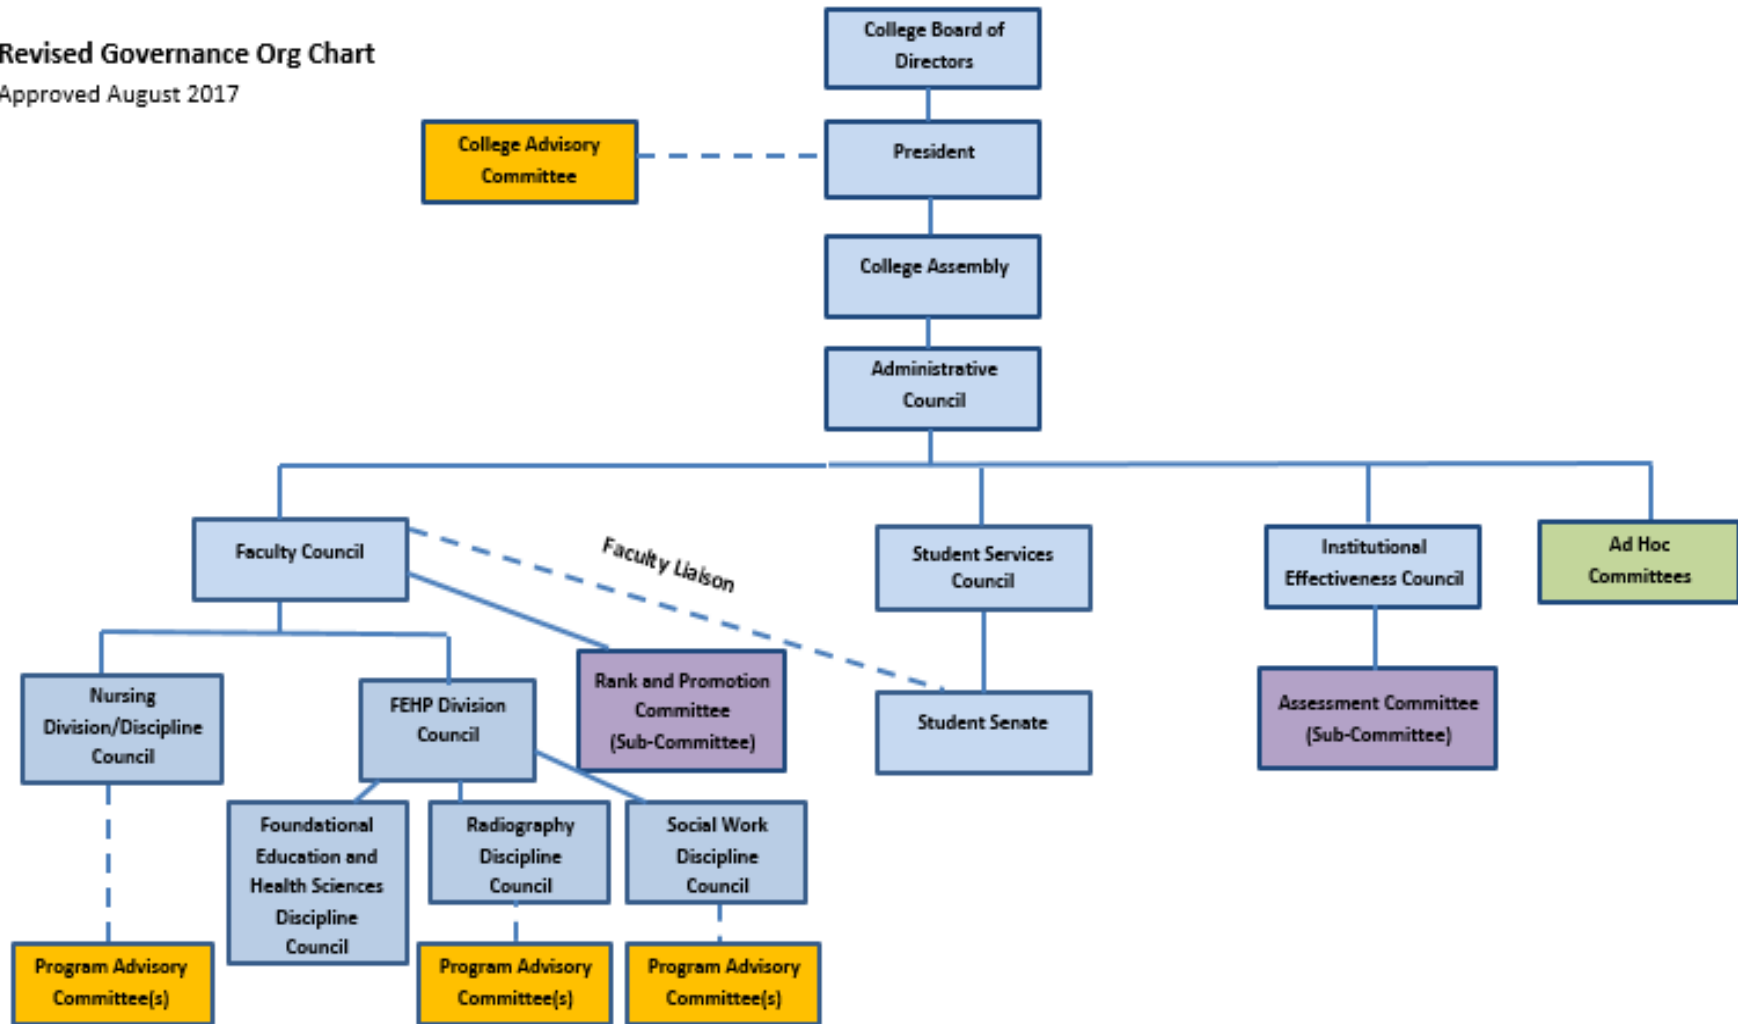 Revised Governance Org Chart
Approved August 2017
College Board of
Directors
College Advisory
Committee
President
College Assembly
Administrative
Council
Faculty Council
Faculty Liaison
Student Services
Council
Institutional
Effectiveness Council
Ad Hoc
Committees
Nursing
Division/Discipline
Council
FEHP Division
Council
Rank and Promotion
Committee
(Sub-Committee)
Student Senate
Assessment Committee
(Sub-Committee)
Foundational
Education and
Health Sciences
Discipline
Council
Radiography
Discipline
Council
Social Work
Discipline
Council
Program Advisory
Committee(s)
Program Advisory
Committee(s)
Program Advisory
Committee(s)